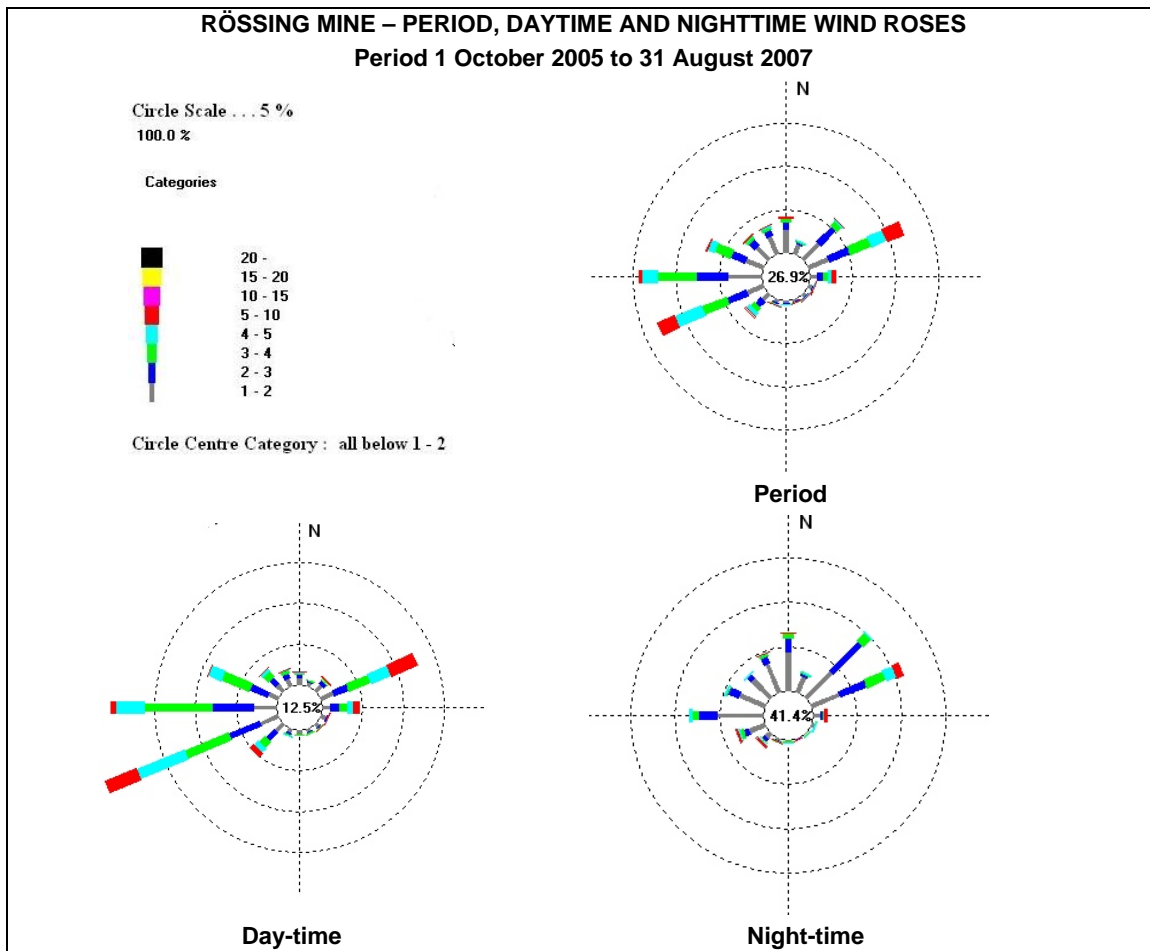 RÖSSING MINE – PERIOD, DAYTIME AND NIGHTTIME WIND ROSES
Period 1 October 2005 to 31 August 2007
N
Circle Scale . . . 5 %
100.0 %
Categories
20 -
15 - 20
10 - 15
5 - 10
4 - 5
3 - 4
2 - 3
1 - 2
Circle Centre Category : all below 1 - 2
26.9%
Period
N
12.5%
Day-time
N
41.4%
Night-time